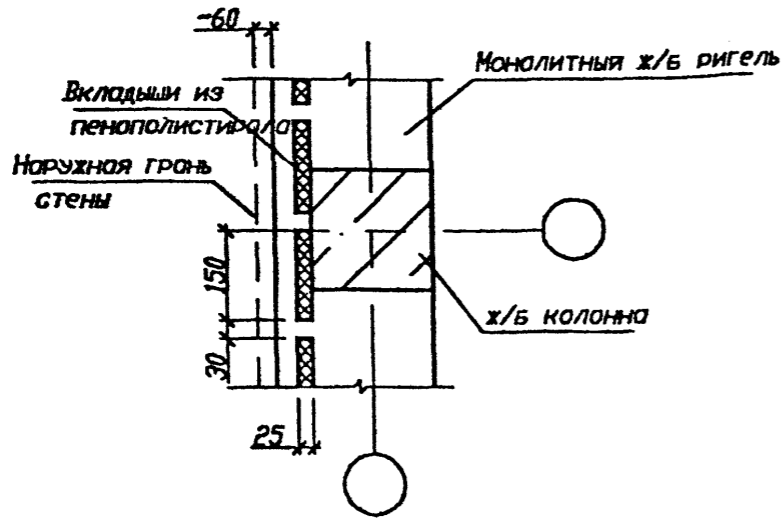 -60
Монолитный ж/б ригель
Вкладыши из
пенополистирола
Наружная грань
стены
150
ж/б колонна
30
25